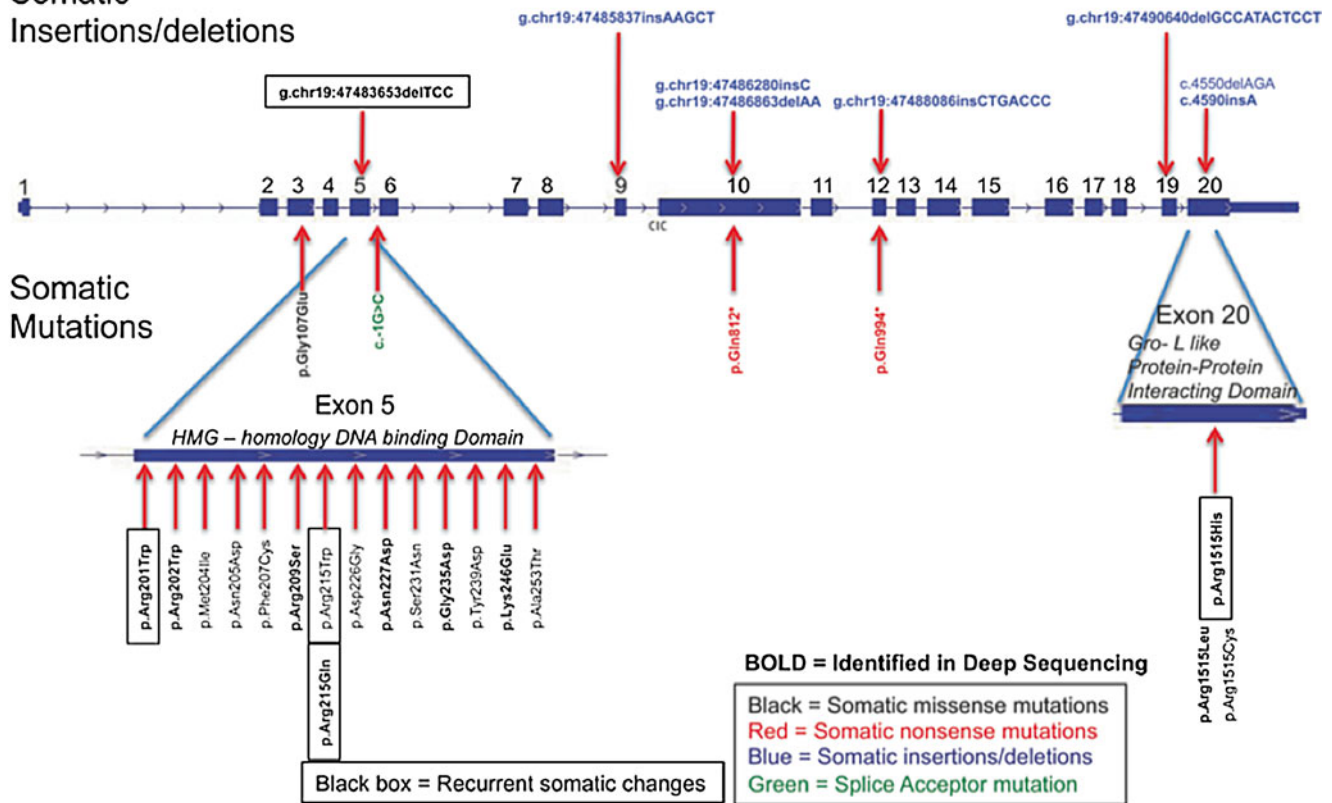 Somatic
Insertions/deletions
g.chr19:47485837insAAGCT
g.chr19:47490640delGCCATACTCCT
g.chr19:47483653delTCC
g.chr19:47486280insC
g.chr19:47486863delAA
g.chr19:47488086insCTGACCC
c.4550delAGA
c.4590insA
1 2 3 4 5 6 7 8 9 10 11 12 13 14 15 16 17 18 19 20
CIC
Somatic
Mutations
p.Gly107Glu
c.-1G>C
p.Gln812*
p.Gln994*
Exon 5
HMG – homology DNA binding Domain
Exon 20
Gro- L like
Protein-Protein
Interacting Domain
p.Arg201Trp
p.Arg202Trp
p.Met204Ile
p.Asn205Asp
p.Phe207Cys
p.Arg209Ser
p.Arg215Trp
p.Arg215Gln
p.Asp226Gly
p.Asn227Asp
p.Ser231Asn
p.Gly235Asp
p.Tyr239Asp
p.Lys246Glu
p.Ala253Thr
p.Arg1515His
p.Arg1515Leu
p.Arg1515Cys
BOLD = Identified in Deep Sequencing
Black = Somatic missense mutations
Red = Somatic nonsense mutations
Blue = Somatic insertions/deletions
Green = Splice Acceptor mutation
Black box = Recurrent somatic changes